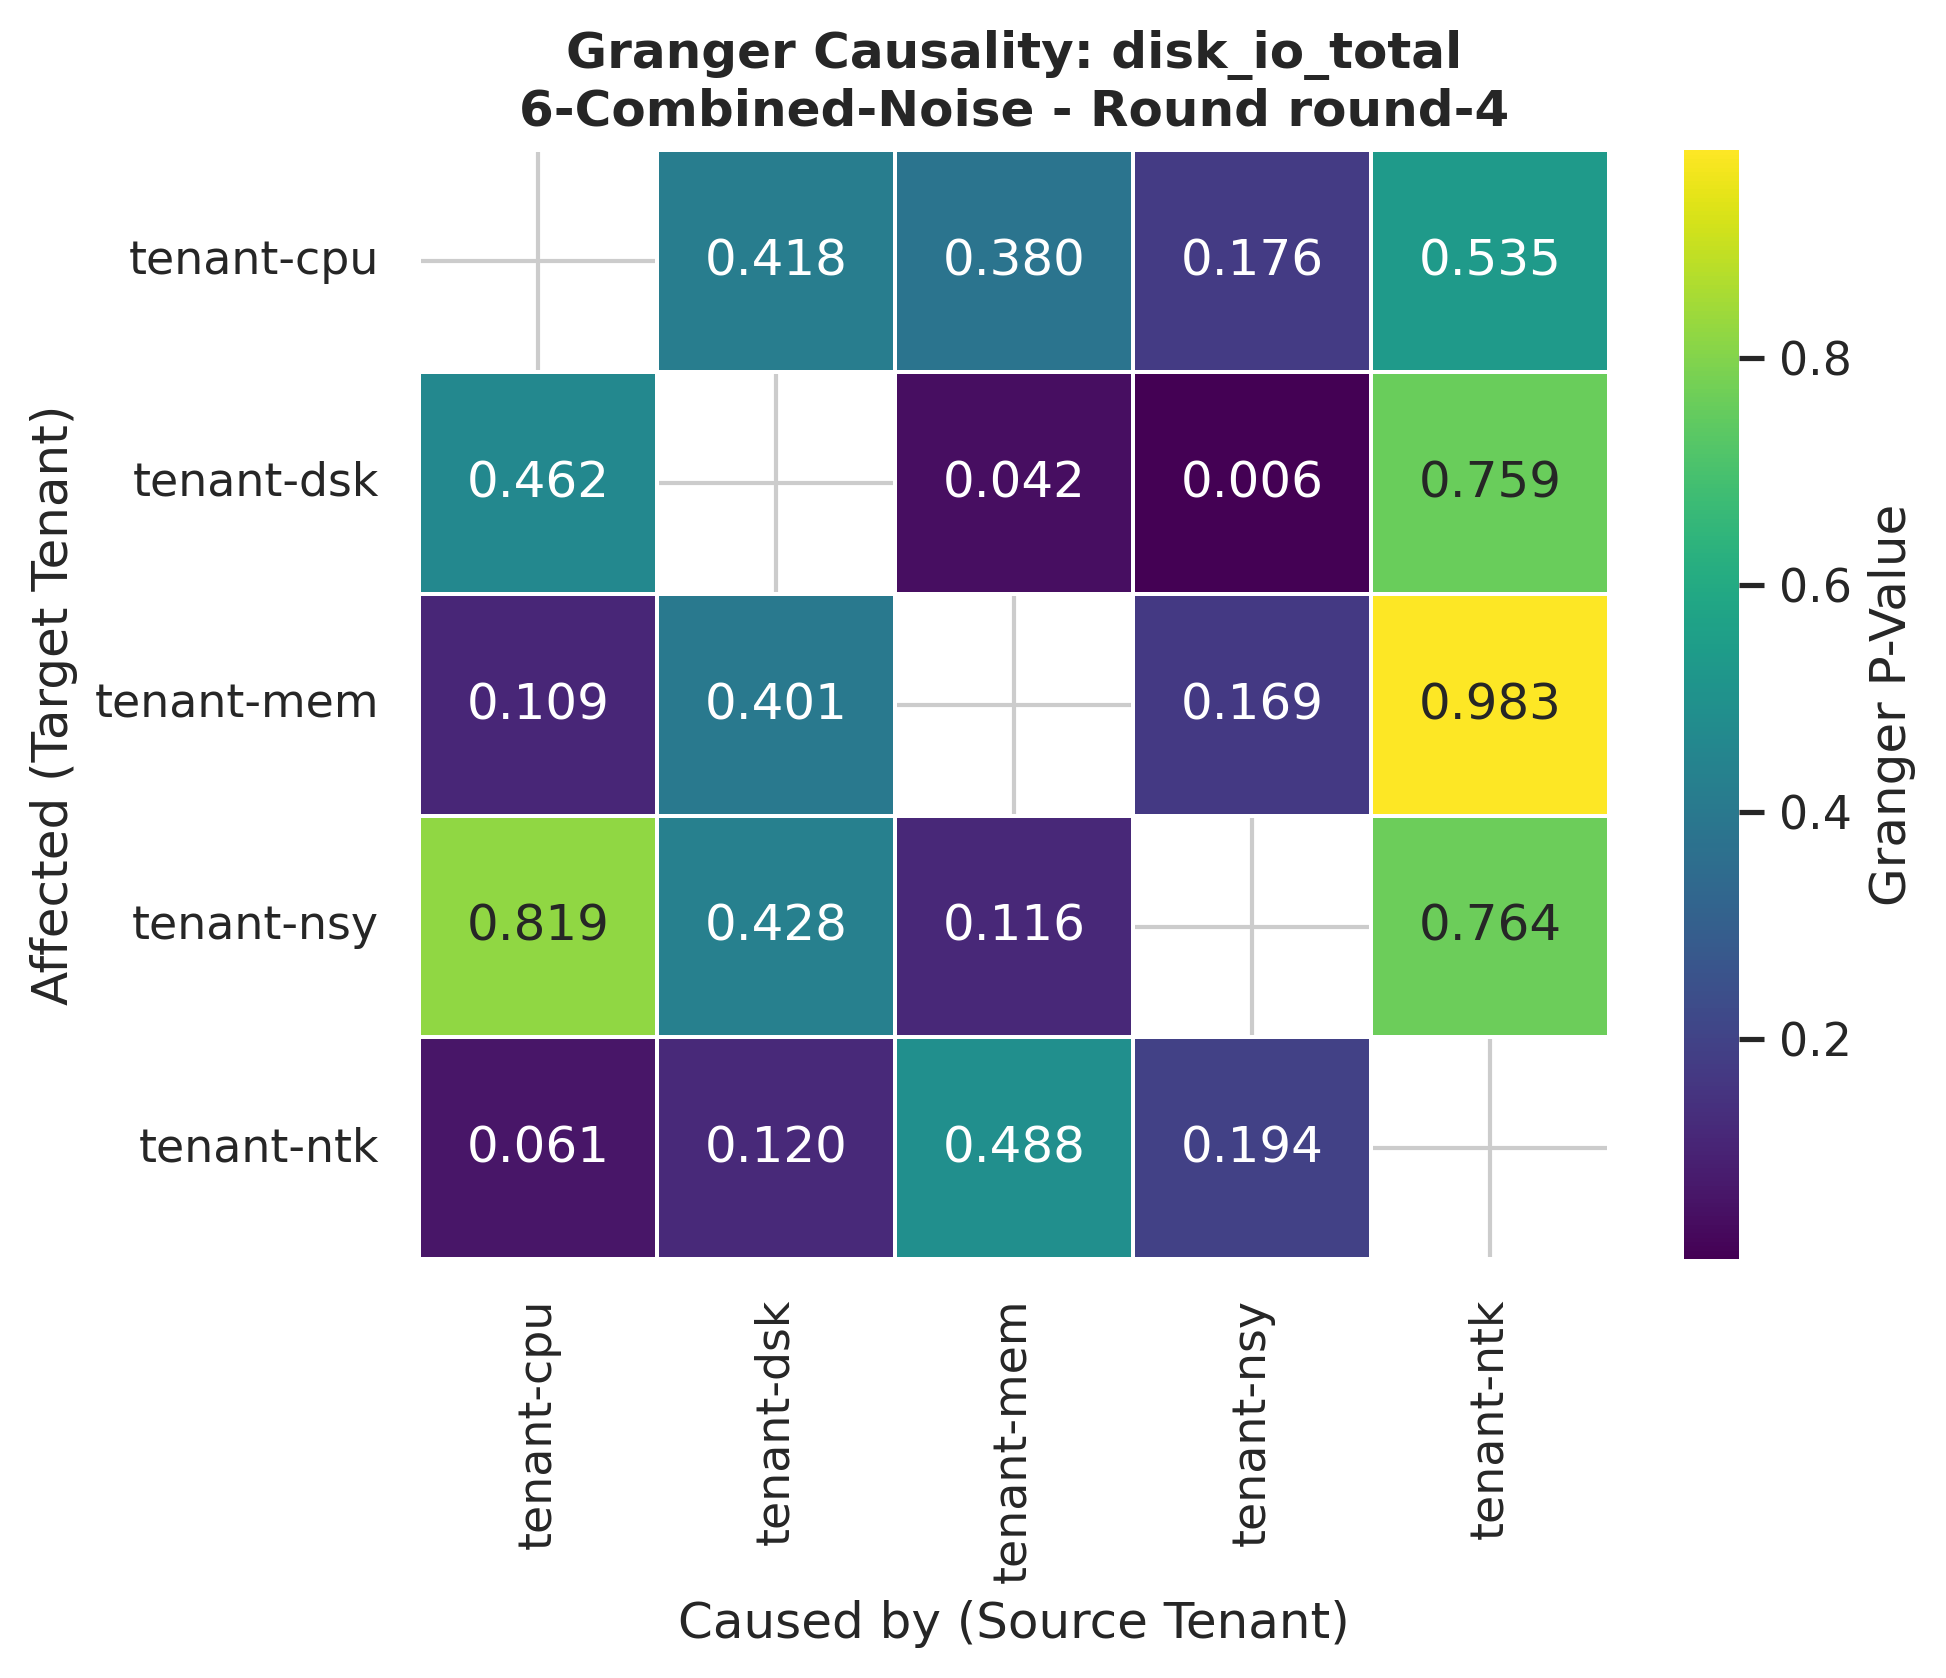 Granger Causality: disk_io_total
6-Combined-Noise - Round round-4
Affected (Target Tenant)
tenant-cpu 0.418 0.380 0.176 0.535
tenant-dsk 0.462 0.042 0.006 0.759
tenant-mem 0.109 0.401 0.169 0.983
tenant-nsy 0.819 0.428 0.116 0.764
tenant-ntk 0.061 0.120 0.488 0.194
tenant-cpu
tenant-dsk
tenant-mem
tenant-nsy
tenant-ntk
Caused by (Source Tenant)
0.8
0.6
0.4
0.2
Granger P-Value